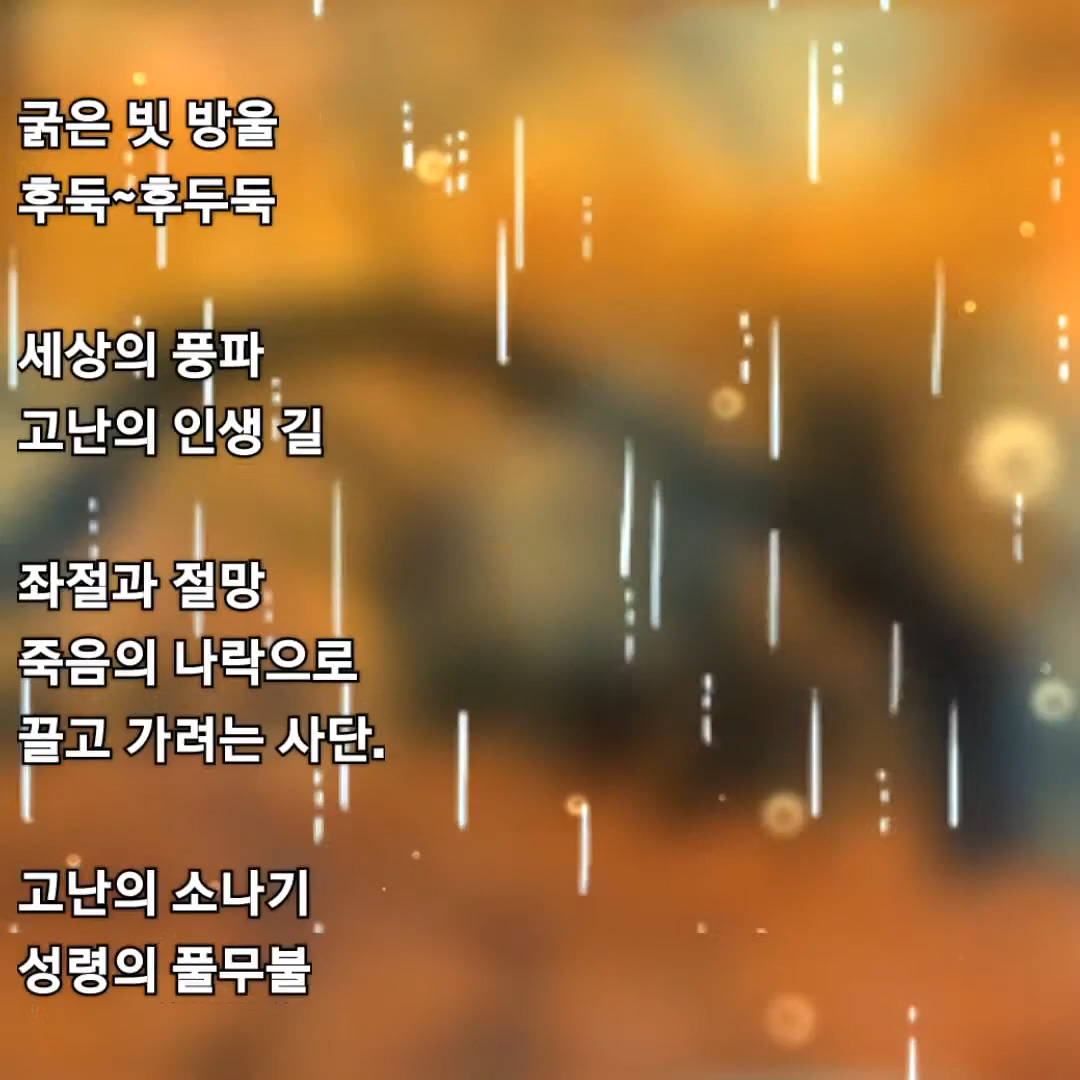 굵은 빗 방울
후둑~후두둑
세상의 풍파
고난의 인생 길
좌절과 절망
죽음의 나락으로
끌고 가려는 사단.
고난의 소나기
성령의 풀무불